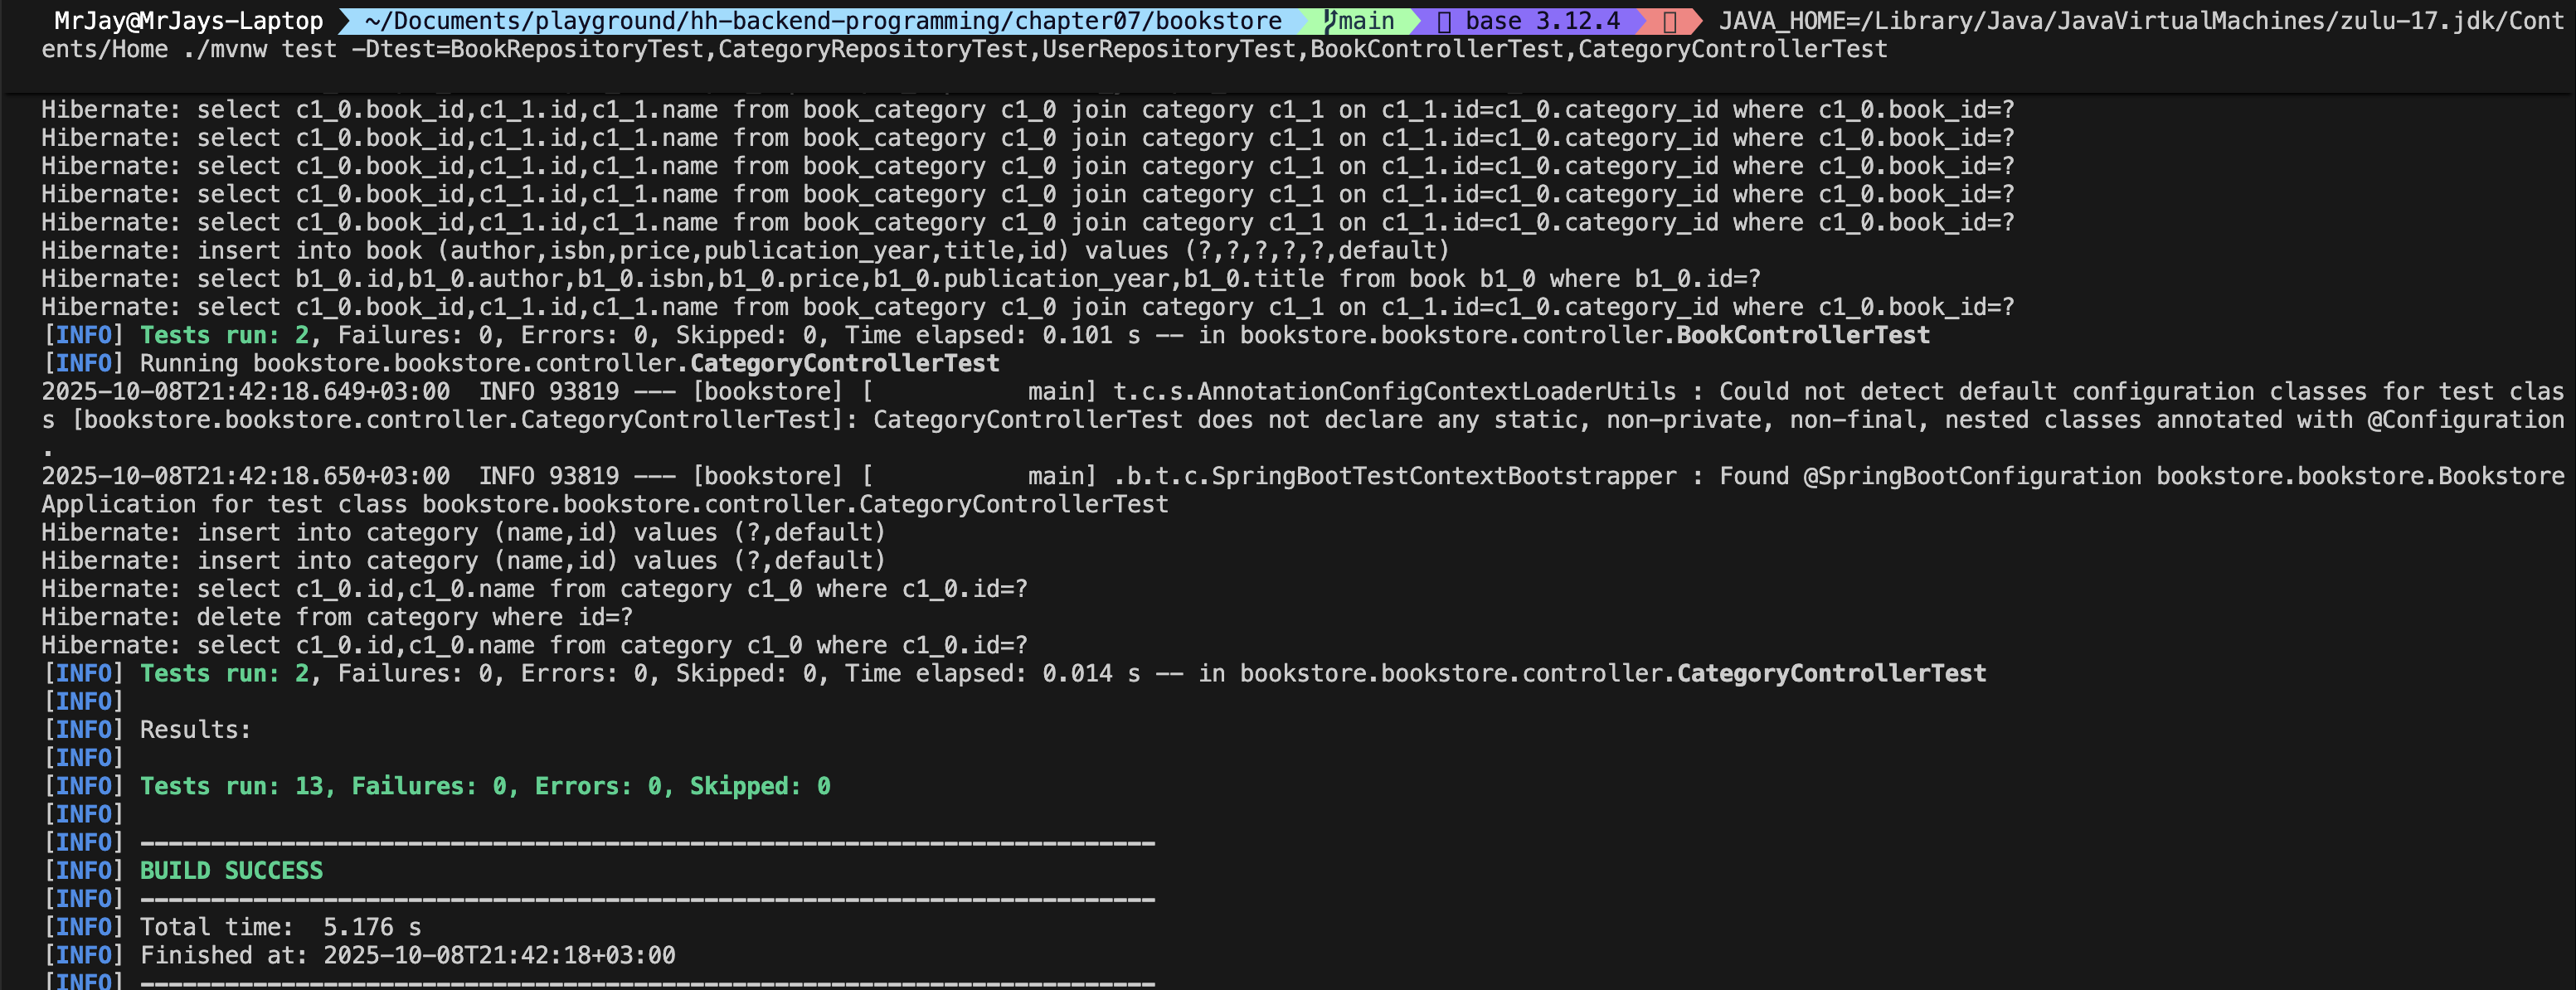 MrJay@MrJays-Laptop ~/Documents/playground/hh-backend-programming/chapter07/bookstore main base 3.12.4 JAVA_HOME=/Library/Java/JavaVirtualMachines/zulu-17.jdk/Cont
ents/Home ./mvnw test -Dtest=BookRepositoryTest,CategoryRepositoryTest,UserRepositoryTest,BookControllerTest,CategoryControllerTest
Hibernate: select c1_0.book_id,c1_1.id,c1_1.name from book_category c1_0 join category c1_1 on c1_1.id=c1_0.category_id where c1_0.book_id=?
Hibernate: select c1_0.book_id,c1_1.id,c1_1.name from book_category c1_0 join category c1_1 on c1_1.id=c1_0.category_id where c1_0.book_id=?
Hibernate: select c1_0.book_id,c1_1.id,c1_1.name from book_category c1_0 join category c1_1 on c1_1.id=c1_0.category_id where c1_0.book_id=?
Hibernate: select c1_0.book_id,c1_1.id,c1_1.name from book_category c1_0 join category c1_1 on c1_1.id=c1_0.category_id where c1_0.book_id=?
Hibernate: select c1_0.book_id,c1_1.id,c1_1.name from book_category c1_0 join category c1_1 on c1_1.id=c1_0.category_id where c1_0.book_id=?
Hibernate: insert into book (author,isbn,price,publication_year,title,id) values (?,?,?,?,?,default)
Hibernate: select b1_0.id,b1_0.author,b1_0.isbn,b1_0.price,b1_0.publication_year,b1_0.title from book b1_0 where b1_0.id=?
Hibernate: select c1_0.book_id,c1_1.id,c1_1.name from book_category c1_0 join category c1_1 on c1_1.id=c1_0.category_id where c1_0.book_id=?
[INFO] Tests run: 2, Failures: 0, Errors: 0, Skipped: 0, Time elapsed: 0.101 s -- in bookstore.bookstore.controller.BookControllerTest
[INFO] Running bookstore.bookstore.controller.CategoryControllerTest
2025-10-08T21:42:18.649+03:00  INFO 93819 --- [bookstore] [           main] t.c.s.AnnotationConfigContextLoaderUtils : Could not detect default configuration classes for test clas
s [bookstore.bookstore.controller.CategoryControllerTest]: CategoryControllerTest does not declare any static, non-private, non-final, nested classes annotated with @Configuration
.
2025-10-08T21:42:18.650+03:00  INFO 93819 --- [bookstore] [           main] .b.t.c.SpringBootTestContextBootstrapper : Found @SpringBootConfiguration bookstore.bookstore.Bookstore
Application for test class bookstore.bookstore.controller.CategoryControllerTest
Hibernate: insert into category (name,id) values (?,default)
Hibernate: insert into category (name,id) values (?,default)
Hibernate: select c1_0.id,c1_0.name from category c1_0 where c1_0.id=?
Hibernate: delete from category where id=?
Hibernate: select c1_0.id,c1_0.name from category c1_0 where c1_0.id=?
[INFO] Tests run: 2, Failures: 0, Errors: 0, Skipped: 0, Time elapsed: 0.014 s -- in bookstore.bookstore.controller.CategoryControllerTest
[INFO]
[INFO] Results:
[INFO]
[INFO] Tests run: 13, Failures: 0, Errors: 0, Skipped: 0
[INFO]
[INFO] ------------------------------------------------------------------------
[INFO] BUILD SUCCESS
[INFO] ------------------------------------------------------------------------
[INFO] Total time:  5.176 s
[INFO] Finished at: 2025-10-08T21:42:18+03:00
[INFO] ------------------------------------------------------------------------